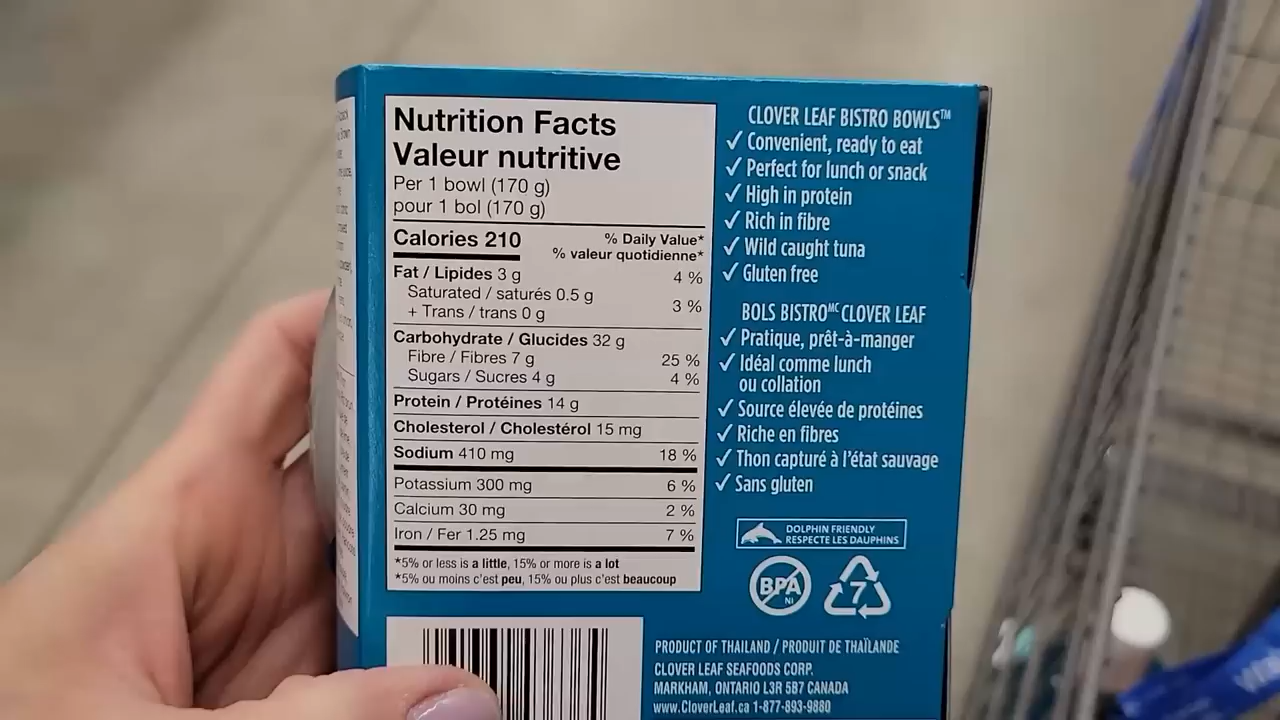 Nutrition Facts
Valeur nutritive
Per 1 bowl (170 g)
pour 1 bol (170 g)
Calories 210
% Daily Value*
% valeur quotidienne*
Fat / Lipides 3 g 4 %
Saturated / saturés 0.5 g
+ Trans / trans 0 g
3 %
Carbohydrate / Glucides 32 g
Fibre / Fibres 7 g 25 %
Sugars / Sucres 4 g 4 %
Protein / Protéines 14 g
Cholesterol / Cholestérol 15 mg
Sodium 410 mg 18 %
Potassium 300 mg 6 %
Calcium 30 mg 2 %
Iron / Fer 1.25 mg 7 %
*5% or less is a little, 15% or more is a lot
*5% ou moins c'est peu, 15% ou plus c'est beaucoup
CLOVER LEAF BISTRO BOWLS™
✓ Convenient, ready to eat
✓ Perfect for lunch or snack
✓ High in protein
✓ Rich in fibre
✓ Wild caught tuna
✓ Gluten free
BOLS BISTROᴹᶜ CLOVER LEAF
✓ Pratique, prêt-à-manger
✓ Idéal comme lunch
ou collation
✓ Source élevée de protéines
✓ Riche en fibres
✓ Thon capturé à l'état sauvage
✓ Sans gluten
DOLPHIN FRIENDLY
RESPECTE LES DAUPHINS
BPA
NI
7
PRODUCT OF THAILAND / PRODUIT DE THAÏLANDE
CLOVER LEAF SEAFOODS CORP.
MARKHAM, ONTARIO L3R 5B7 CANADA
www.CloverLeaf.ca 1-877-893-9880